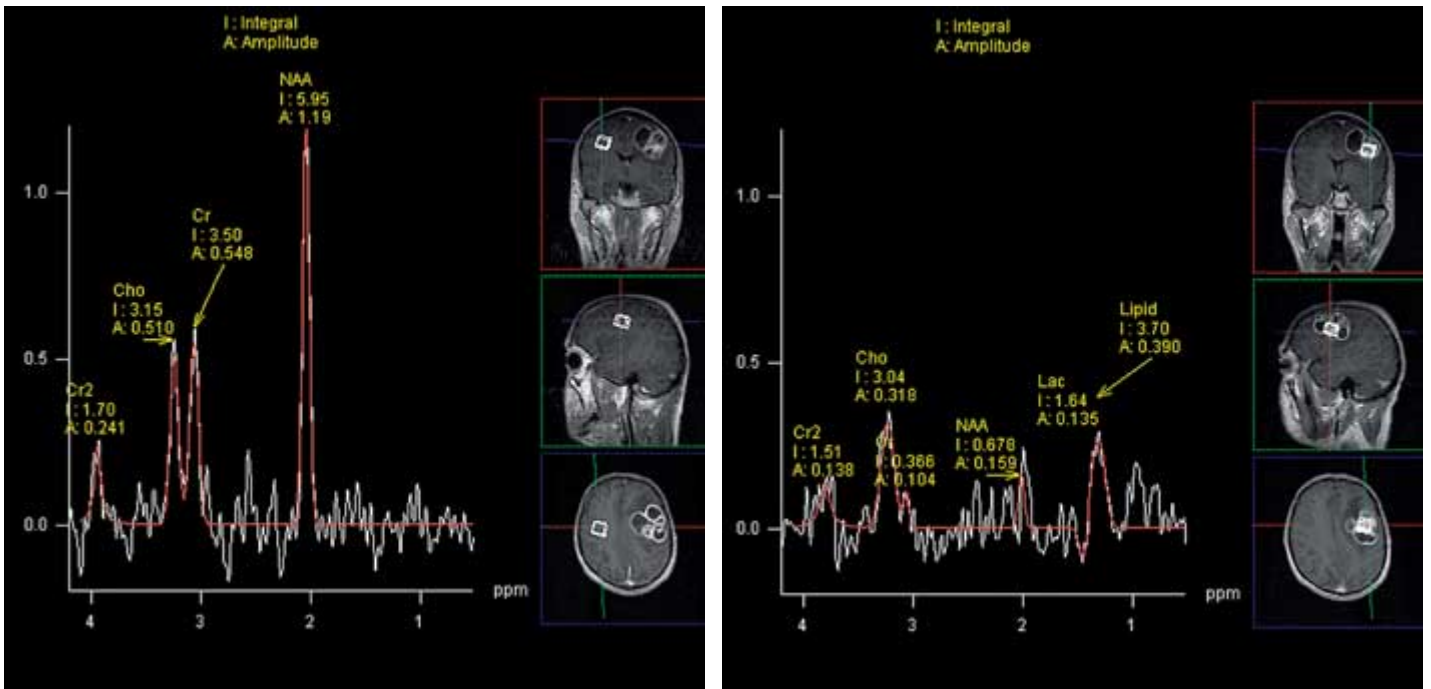 I : Integral
A: Amplitude
NAA
I : 5.95
A: 1.19
Cr
I : 3.50
A: 0.548
Cho
I : 3.15
A: 0.510
Cr2
I : 1.70
A: 0.241
1.0
0.5
0.0
4
3
2
1
ppm
I : Integral
A: Amplitude
Lipid
I : 3.70
A: 0.390
Lac
I : 1.64
A: 0.135
Cho
I : 3.04
A: 0.318
NAA
I : 0.678
A: 0.159
Cr2
I : 1.51
A: 0.138
0.366
A: 0.104
1.0
0.5
0.0
4
3
2
1
ppm